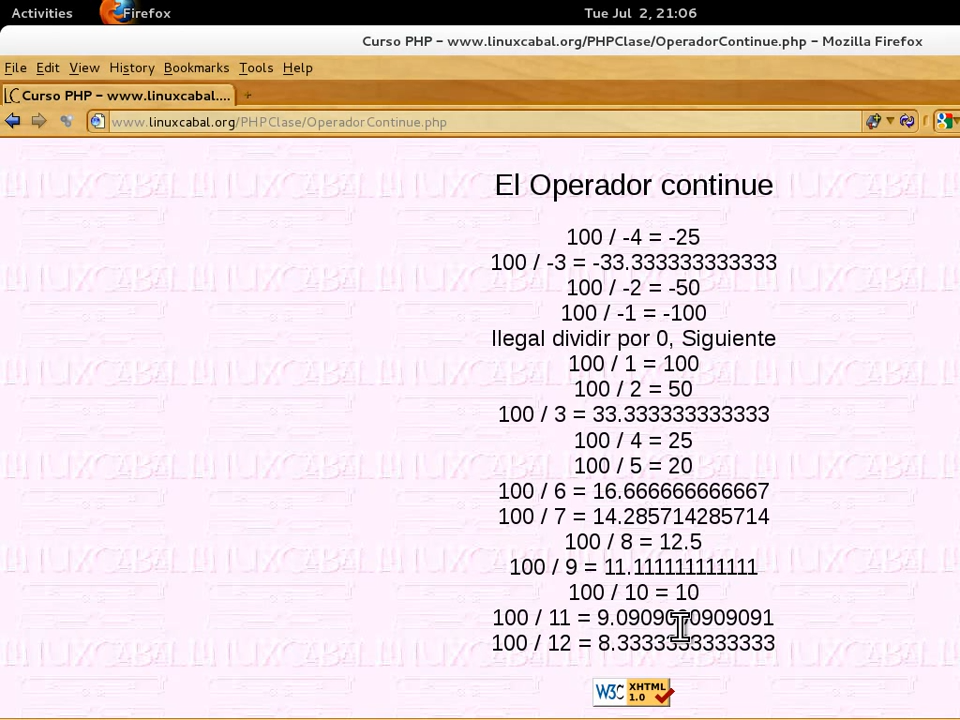 Activities Firefox Tue Jul 2, 21:06
Curso PHP - www.linuxcabal.org/PHPClase/OperadorContinue.php - Mozilla Firefox
File Edit View History Bookmarks Tools Help
LC Curso PHP - www.linuxcabal.... +
www.linuxcabal.org/PHPClase/OperadorContinue.php
El Operador continue
100 / -4 = -25
100 / -3 = -33.333333333333
100 / -2 = -50
100 / -1 = -100
Ilegal dividir por 0, Siguiente
100 / 1 = 100
100 / 2 = 50
100 / 3 = 33.333333333333
100 / 4 = 25
100 / 5 = 20
100 / 6 = 16.666666666667
100 / 7 = 14.285714285714
100 / 8 = 12.5
100 / 9 = 11.111111111111
100 / 10 = 10
100 / 11 = 9.0909090909091
100 / 12 = 8.3333333333333
W3C XHTML 1.0